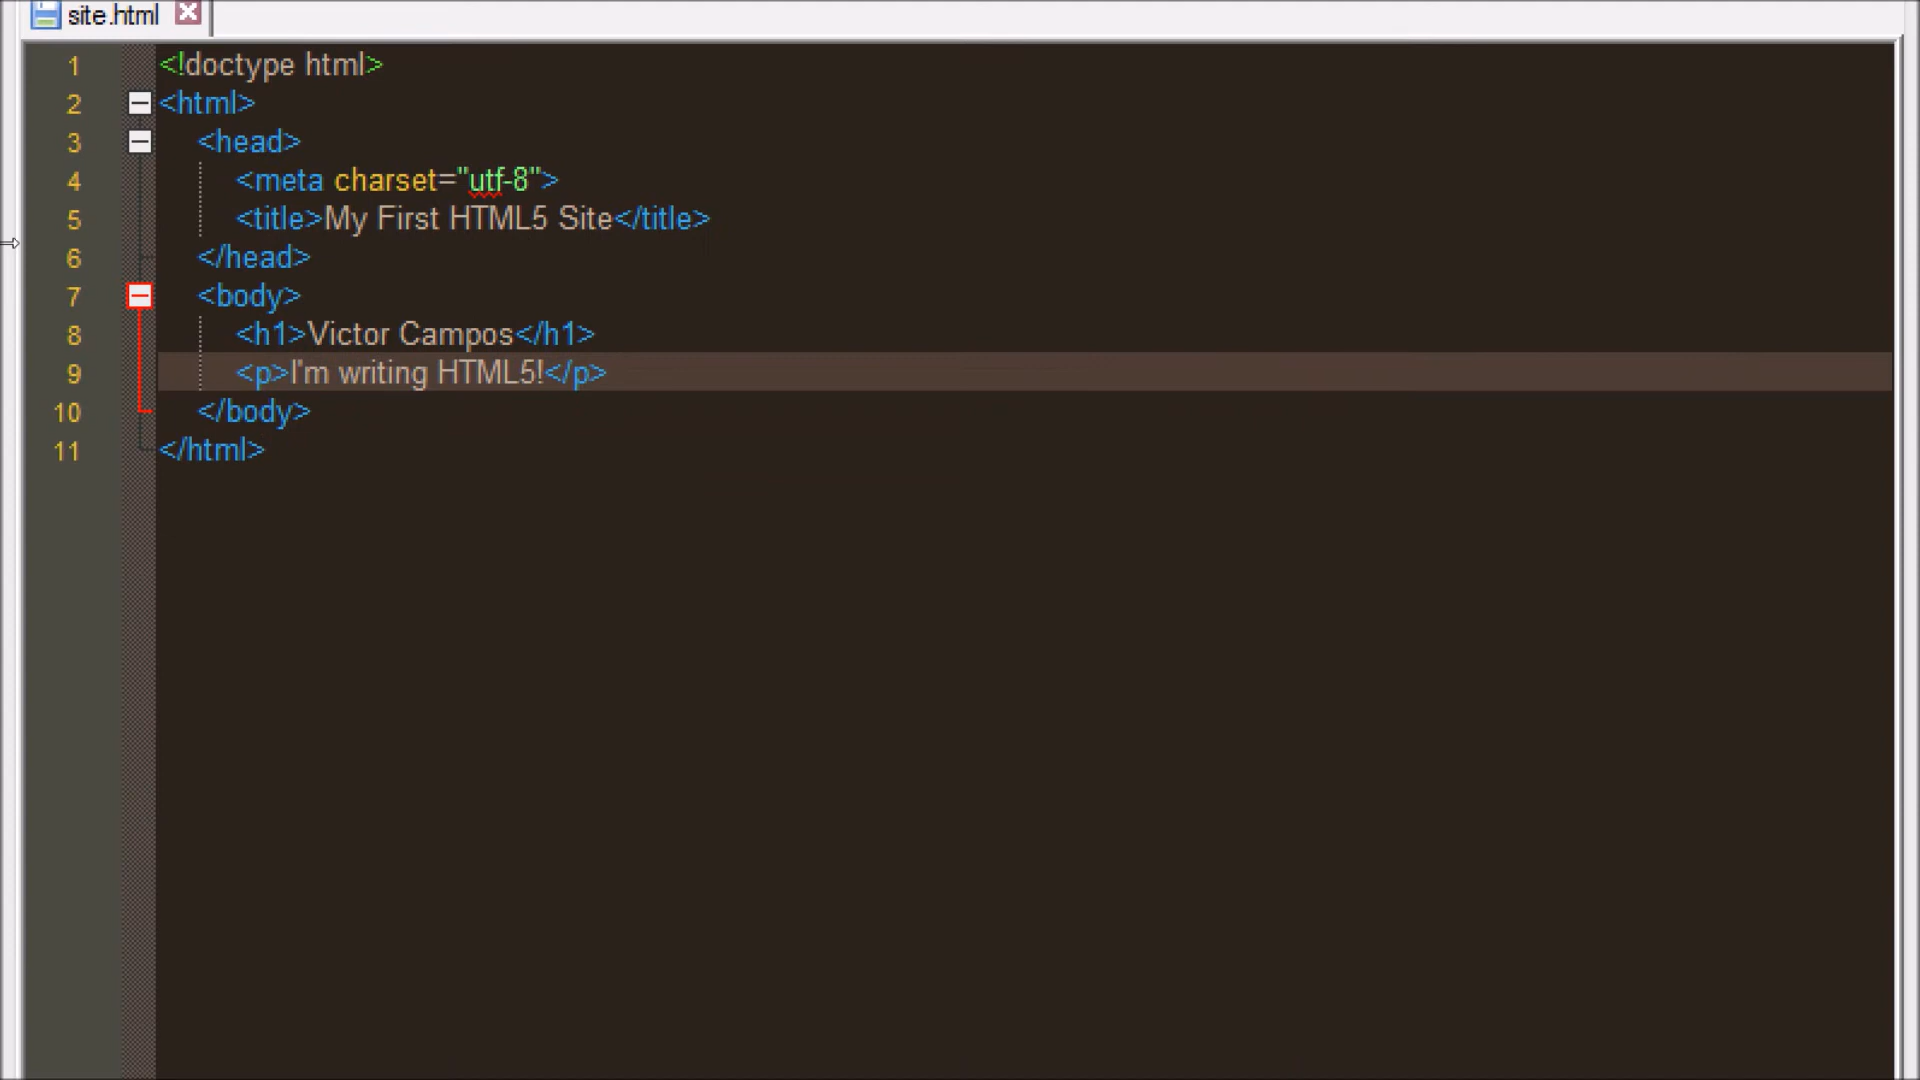 site.html
1 <!doctype html>
2 <html>
3 <head>
4 <meta charset="utf-8">
5 <title>My First HTML5 Site</title>
6 </head>
7 <body>
8 <h1>Victor Campos</h1>
9 <p>I'm writing HTML5!</p>
10 </body>
11 </html>